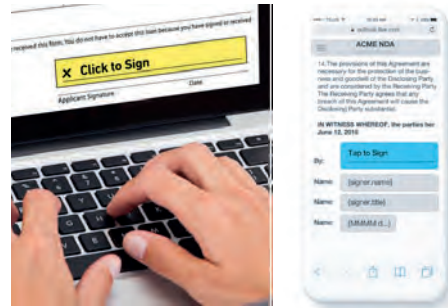 received this form. You do not have to accept this loan because you have signed or received
× Click to Sign
Applicant Signature
Date
outlook.live.com
ACME NDA
14.The provisions of this Agreement are
necessary for the protection of the busi-
ness and goodwill of the Disclosing Party
and are considered by the Receiving Party
The Receiving Party agrees that any
breach of this Agreement will cause the
Disclosing Party substantial
IN WITNESS WHEREOF, the parties her
June 12, 2015
By:
Tap to Sign
Name:
{signer.name}
Name:
{signer.title}
Name:
{MMMM d...}